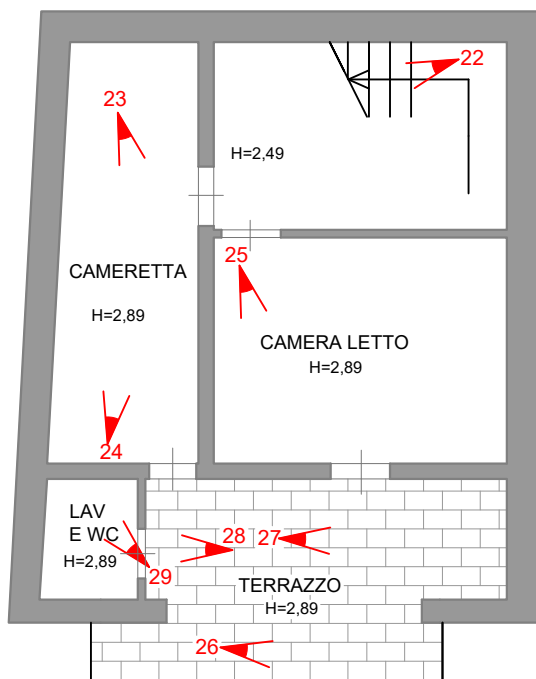 22
23
H=2,49
25
CAMERETTA
H=2,89
CAMERA LETTO
H=2,89
24
LAV
E WC
H=2,89
28
27
29
TERRAZZO
H=2,89
26